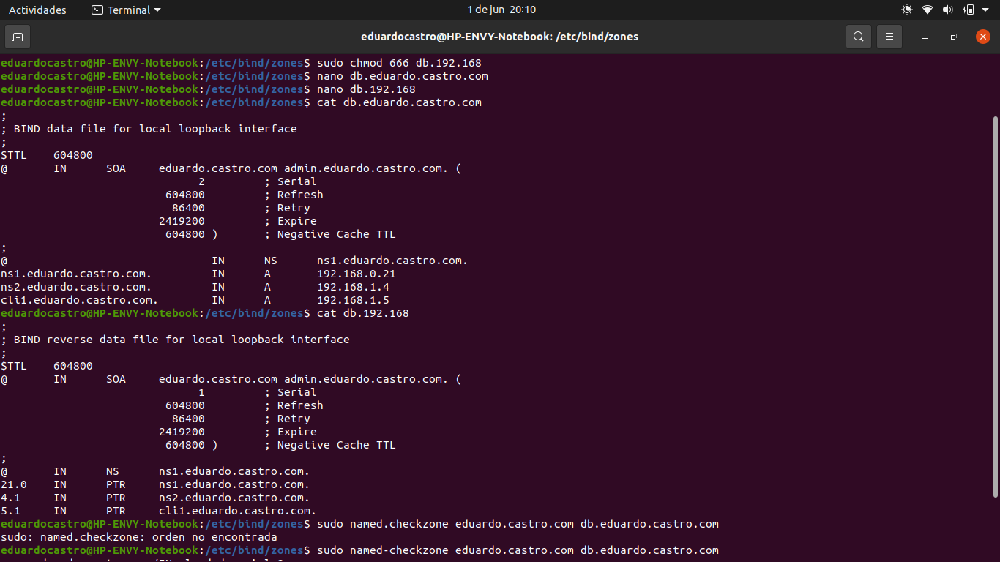 Actividades
Terminal
1 de jun 20:10
eduardocastro@HP-ENVY-Notebook: /etc/bind/zones
eduardocastro@HP-ENVY-Notebook:/etc/bind/zones$ sudo chmod 666 db.192.168
eduardocastro@HP-ENVY-Notebook:/etc/bind/zones$ nano db.eduardo.castro.com
eduardocastro@HP-ENVY-Notebook:/etc/bind/zones$ nano db.192.168
eduardocastro@HP-ENVY-Notebook:/etc/bind/zones$ cat db.eduardo.castro.com
;
; BIND data file for local loopback interface
;
$TTL    604800
@       IN      SOA     eduardo.castro.com admin.eduardo.castro.com. (
                              2         ; Serial
                         604800         ; Refresh
                          86400         ; Retry
                        2419200         ; Expire
                         604800 )       ; Negative Cache TTL
;
@                               IN      NS      ns1.eduardo.castro.com.
ns1.eduardo.castro.com.         IN      A       192.168.0.21
ns2.eduardo.castro.com.         IN      A       192.168.1.4
cli1.eduardo.castro.com.        IN      A       192.168.1.5
eduardocastro@HP-ENVY-Notebook:/etc/bind/zones$ cat db.192.168
;
; BIND reverse data file for local loopback interface
;
$TTL    604800
@       IN      SOA     eduardo.castro.com admin.eduardo.castro.com. (
                              1         ; Serial
                         604800         ; Refresh
                          86400         ; Retry
                        2419200         ; Expire
                         604800 )       ; Negative Cache TTL
;
@       IN      NS      ns1.eduardo.castro.com.
21.0    IN      PTR     ns1.eduardo.castro.com.
4.1     IN      PTR     ns2.eduardo.castro.com.
5.1     IN      PTR     cli1.eduardo.castro.com.
eduardocastro@HP-ENVY-Notebook:/etc/bind/zones$ sudo named.checkzone eduardo.castro.com db.eduardo.castro.com
sudo: named.checkzone: orden no encontrada
eduardocastro@HP-ENVY-Notebook:/etc/bind/zones$ sudo named-checkzone eduardo.castro.com db.eduardo.castro.com